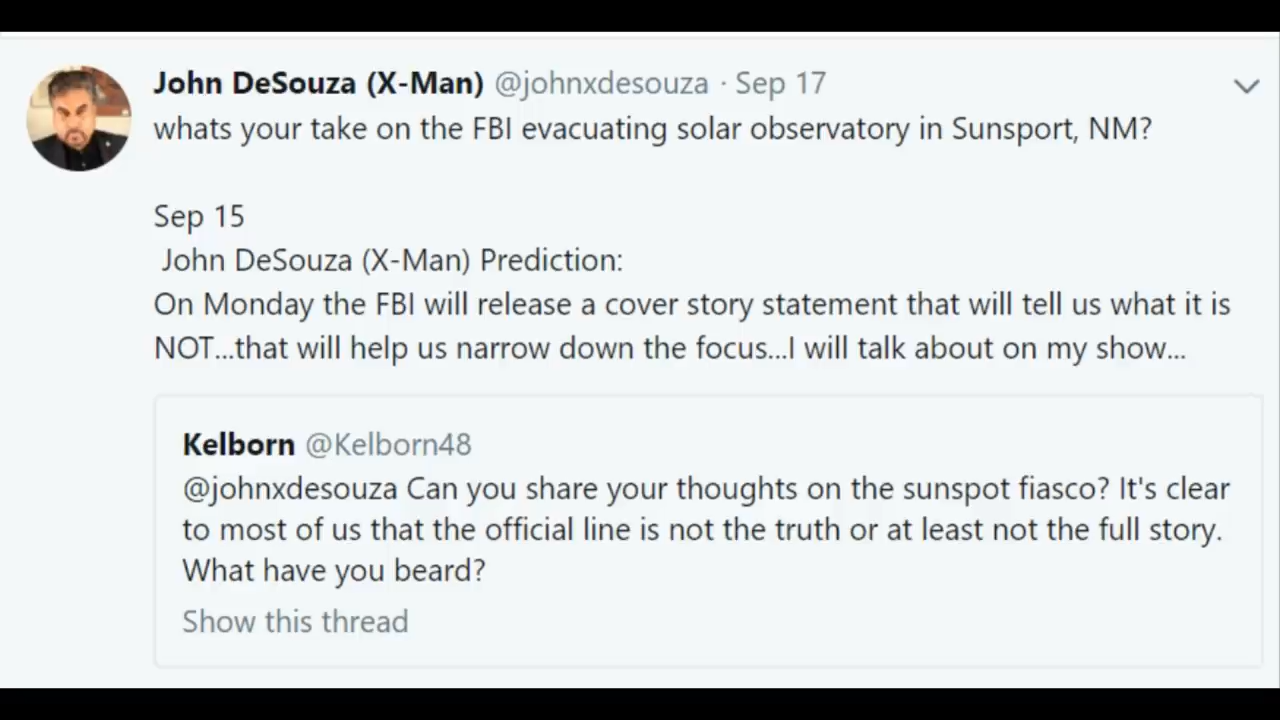 John DeSouza (X-Man) @johnxdesouza · Sep 17
whats your take on the FBI evacuating solar observatory in Sunsport, NM?
Sep 15
John DeSouza (X-Man) Prediction:
On Monday the FBI will release a cover story statement that will tell us what it is
NOT...that will help us narrow down the focus...I will talk about on my show...
Kelborn @Kelborn48
@johnxdesouza Can you share your thoughts on the sunspot fiasco? It's clear
to most of us that the official line is not the truth or at least not the full story.
What have you beard?
Show this thread